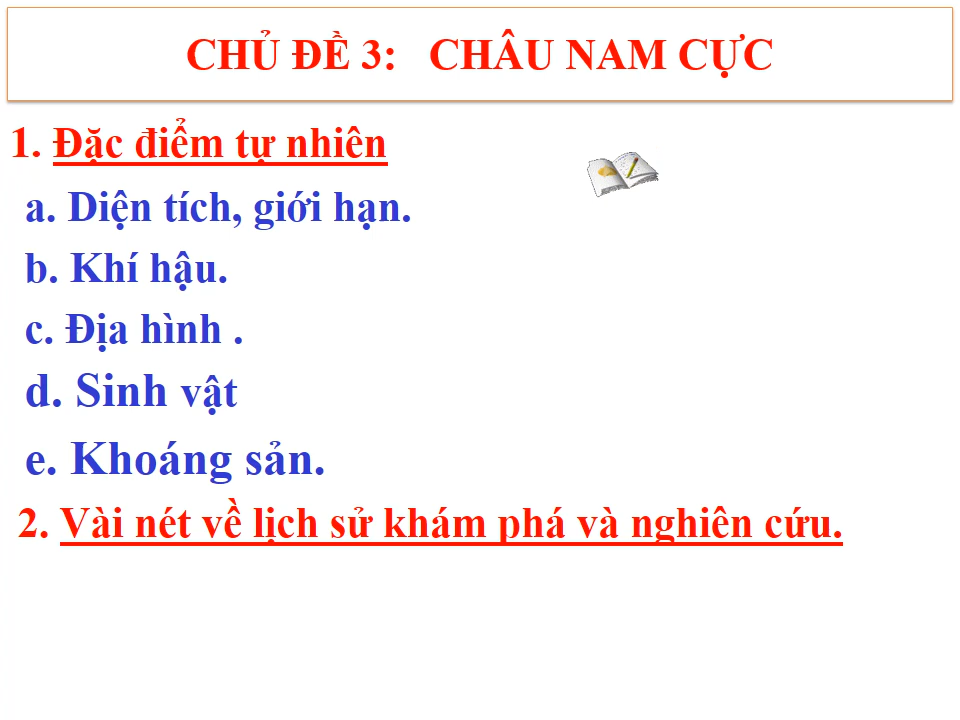 CHỦ ĐỀ 3: CHÂU NAM CỰC
1. Đặc điểm tự nhiên
a. Diện tích, giới hạn.
b. Khí hậu.
c. Địa hình .
d. Sinh vật
e. Khoáng sản.
2. Vài nét về lịch sử khám phá và nghiên cứu.